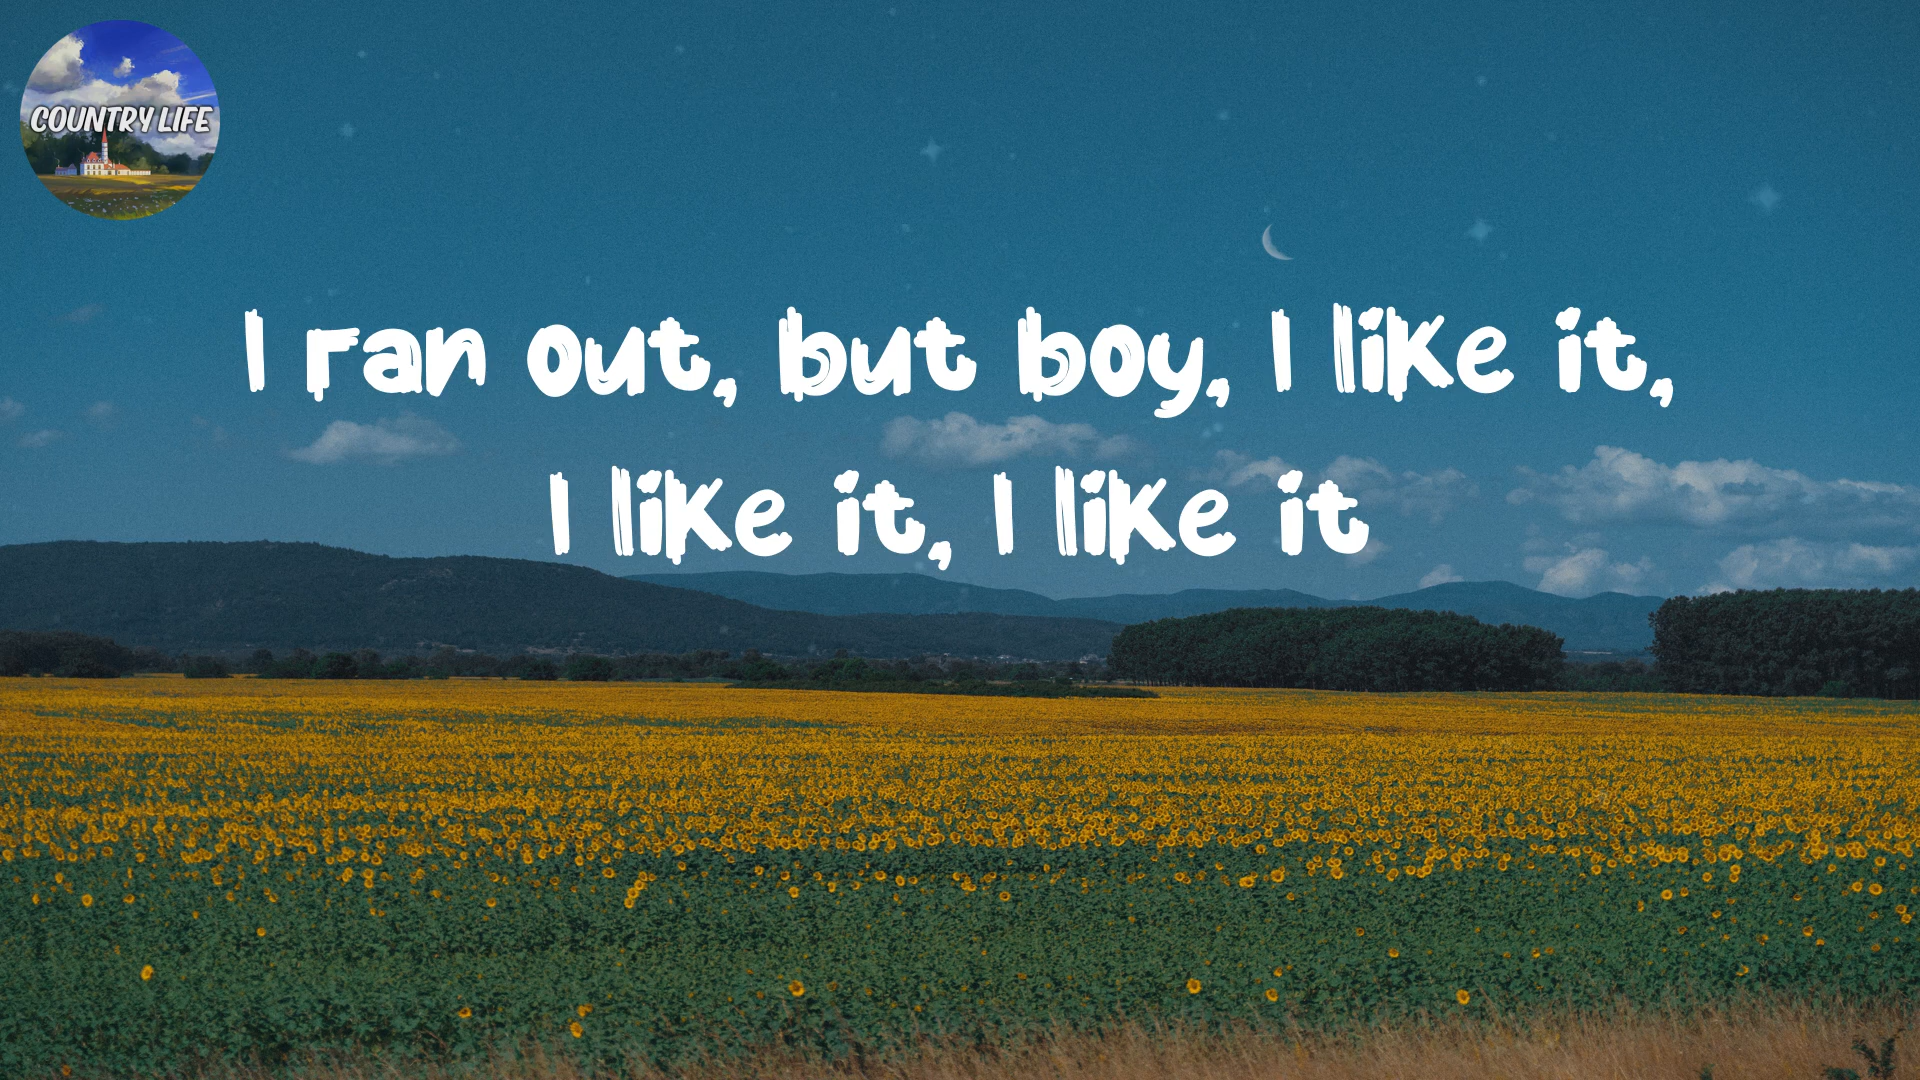 COUNTRY LIFE
I ran out, but boy, I like it,
I like it, I like it